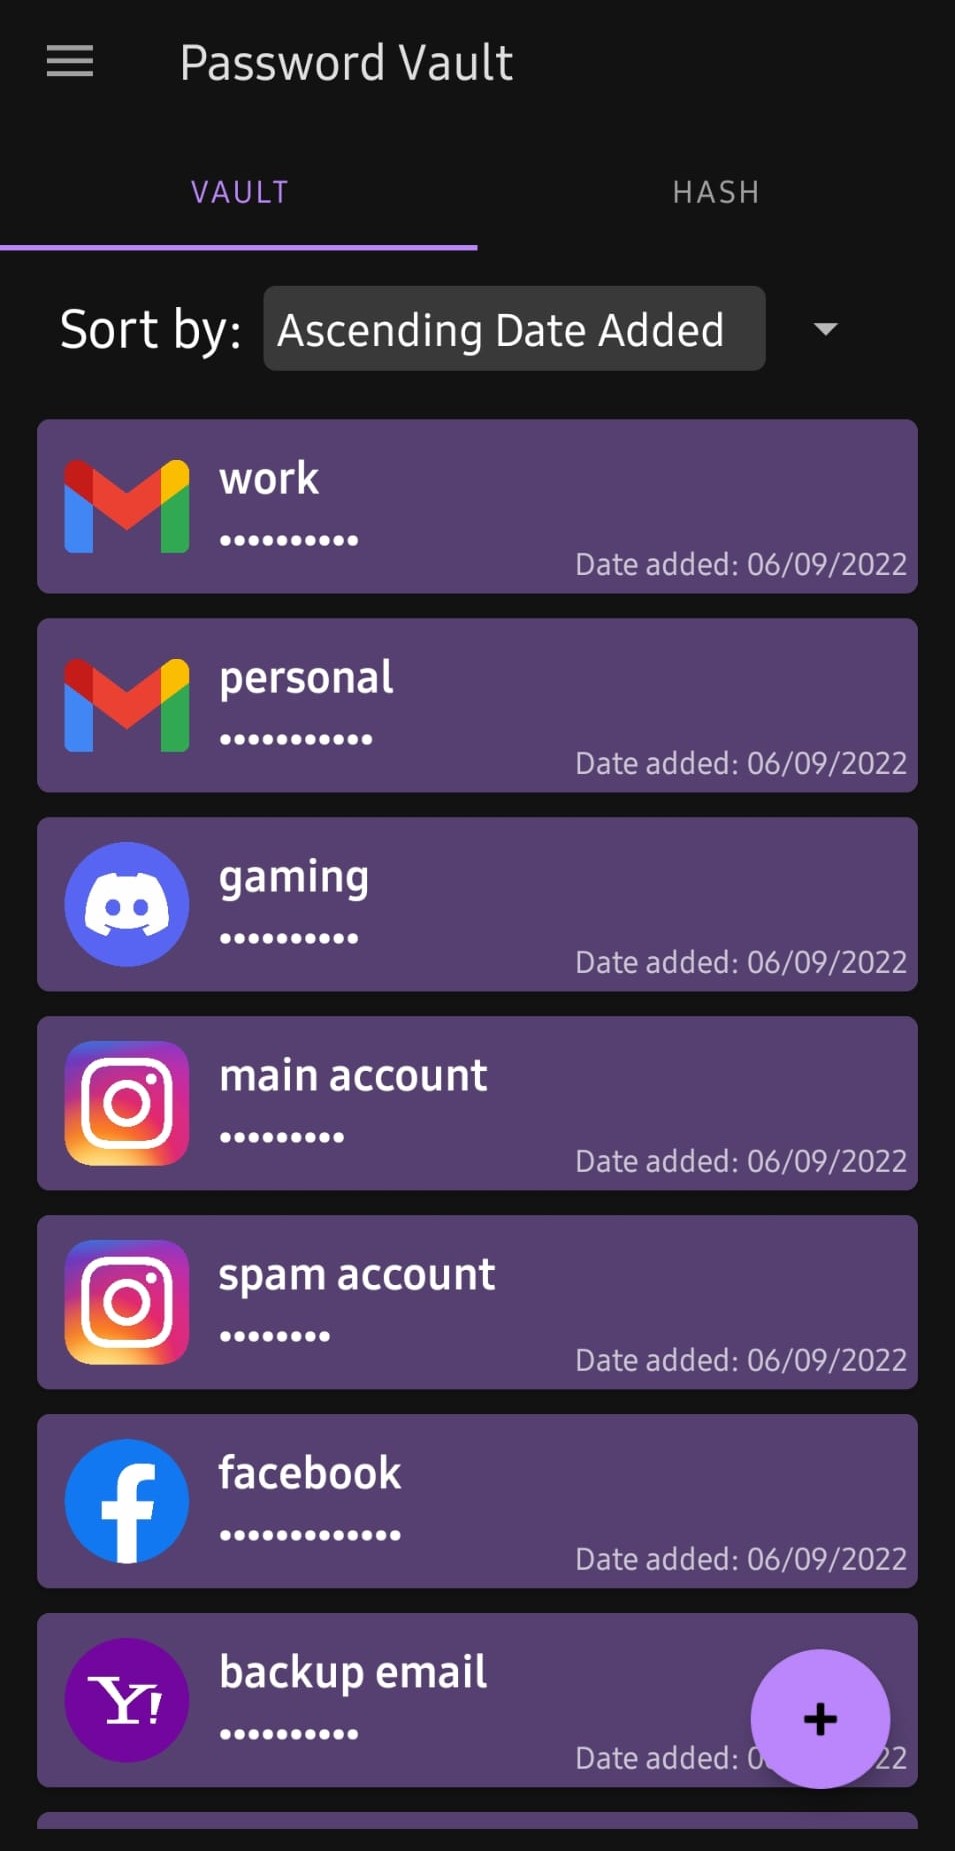 Password Vault
VAULT
HASH
Sort by: Ascending Date Added
work
••••••••••
Date added: 06/09/2022
personal
•••••••••••
Date added: 06/09/2022
gaming
••••••••••
Date added: 06/09/2022
main account
•••••••••
Date added: 06/09/2022
spam account
••••••••
Date added: 06/09/2022
facebook
•••••••••••••
Date added: 06/09/2022
Y!
backup email
••••••••••
Date added: 22